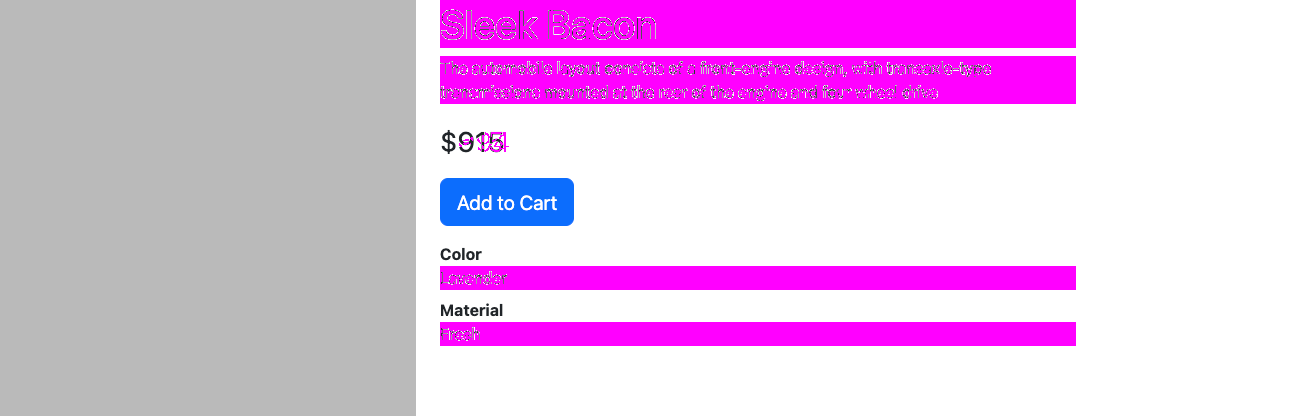 Sleek Bacon
The automobile layout consists of a front-engine design, with transaxle-type
transmissions mounted at the rear of the engine and four wheel drive
$915
Add to Cart
Color
Lavender
Material
Fresh